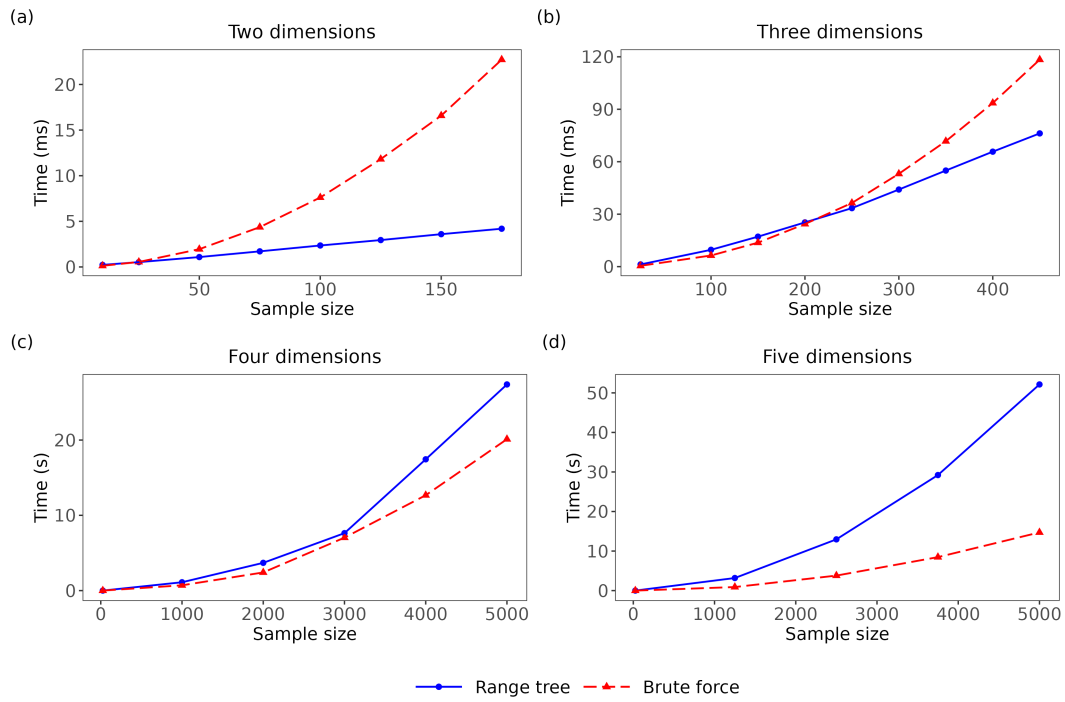 (a)
Two dimensions
Time (ms)
20
15
10
5
0
50 100 150
Sample size
(b)
Three dimensions
Time (ms)
120
90
60
30
0
100 200 300 400
Sample size
(c)
Four dimensions
Time (s)
20
10
0
0 1000 2000 3000 4000 5000
Sample size
(d)
Five dimensions
Time (s)
50
40
30
20
10
0
0 1000 2000 3000 4000 5000
Sample size
Range tree Brute force